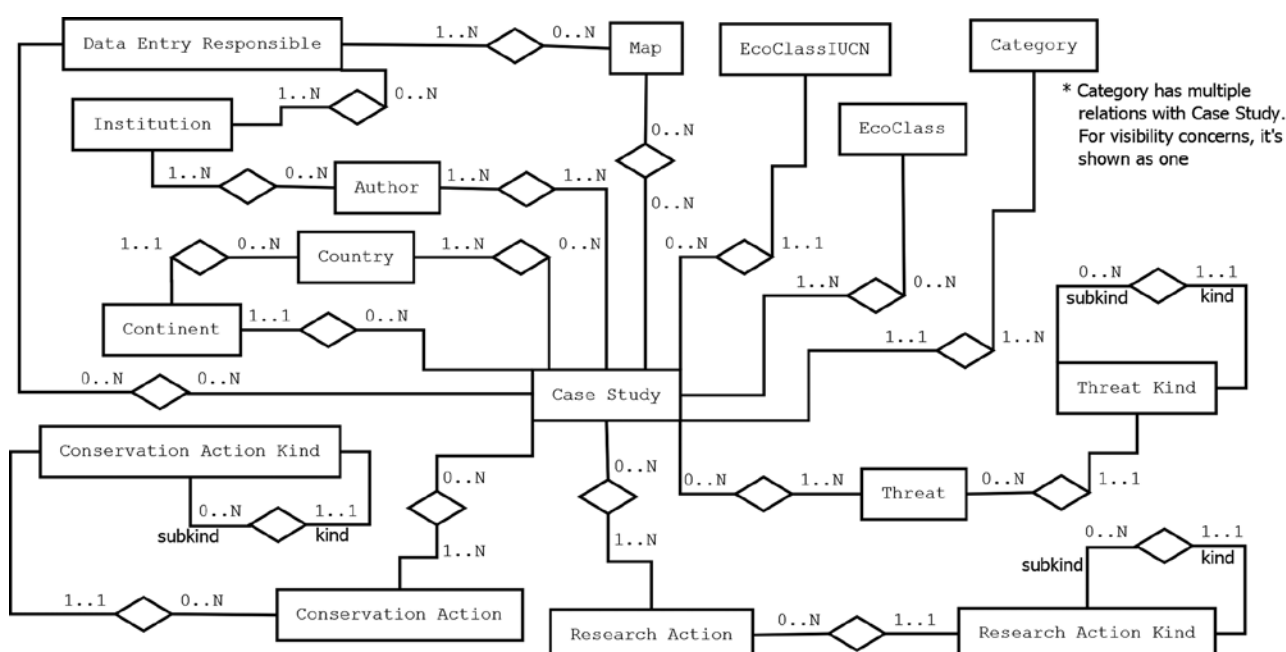 Data Entry Responsible
1..N
0..N
Map
EcoClassIUCN
Category
* Category has multiple
relations with Case Study.
For visibility concerns, it's
shown as one
1..N
0..N
Institution
EcoClass
0..N
1..N
0..N
Author
1..N
1..N
0..N
1..1
0..N
Country
1..N
0..N
0..N
1..1
Continent
1..1
0..N
1..N
0..N
0..N
1..1
subkind
kind
1..1
1..N
0..N
0..N
Case Study
Threat Kind
Conservation Action Kind
0..N
1..1
subkind
kind
0..N
0..N
0..N
1..N
Threat
0..N
1..1
1..N
1..N
0..N
1..1
subkind
kind
1..1
0..N
Conservation Action
Research Action
0..N
1..1
Research Action Kind